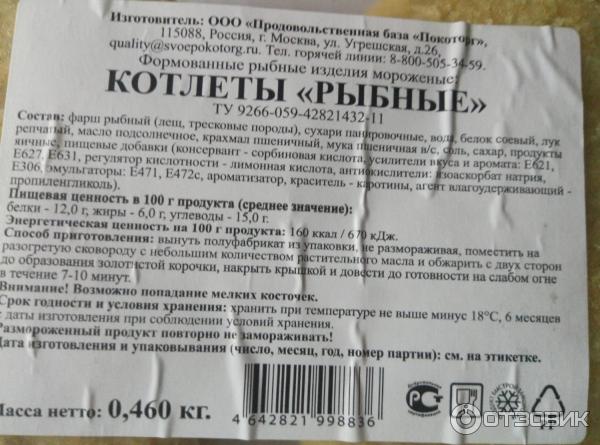 Изготовитель: ООО «Продовольственная база «Покоторг»,
115088, Россия, г. Москва, ул. Угрешская, д.26,
quality@svoepokotorg.ru. Тел. горячей линии: 8-800-505-34-59.
Формованные рыбные изделия мороженые:
КОТЛЕТЫ «РЫБНЫЕ»
ТУ 9266-059-42821432-11
Состав: фарш рыбный (лещ, тресковые породы), сухари панировочные, вода, белок соевый, лук
репчатый, масло подсолнечное, крахмал пшеничный, мука пшеничная в/с, соль, сахар, продукты
яичные, пищевые добавки (консервант - сорбиновая кислота, усилители вкуса и аромата: Е621,
Е627, Е631, регулятор кислотности - лимонная кислота, антиокислители: изоаскорбат натрия,
Е306, эмульгаторы: Е471, Е472с, ароматизатор, краситель - каротины, агент влагоудерживающий -
пропиленгликоль).
Пищевая ценность в 100 г продукта (среднее значение):
белки - 12,0 г; жиры - 6,0 г; углеводы - 15,0 г.
Энергетическая ценность на 100 г продукта: 160 ккал / 670 кДж.
Способ приготовления: вынуть полуфабрикат из упаковки, не размораживая, поместить на
разогретую сковороду с небольшим количеством растительного масла и обжарить с двух сторон
до образования золотистой корочки, накрыть крышкой и довести до готовности на слабом огне
в течение 7-10 минут.
Внимание! Возможно попадание мелких косточек.
Срок годности и условия хранения: хранить при температуре не выше минус 18°С, 6 месяцев
с даты изготовления при соблюдении условий хранения.
Размороженный продукт повторно не замораживать!
Дата изготовления и упаковывания (число, месяц, год, номер партии): см. на этикетке.
Масса нетто: 0,460 кг.
4 642821 998836
РСТ
ОТЗОВИК